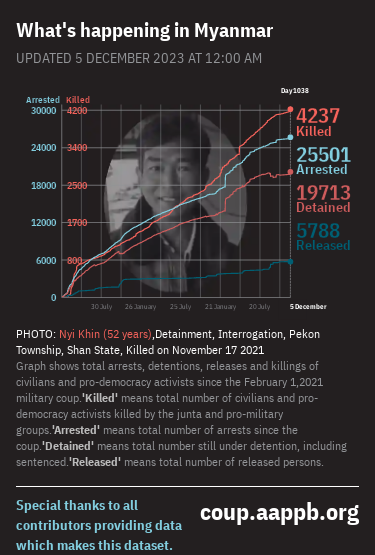 What's happening in Myanmar
UPDATED 5 DECEMBER 2023 AT 12:00 AM
Day1038
Arrested Killed
30000 4200
24000 3400
18000 2500
12000 1700
6000 800
0
4237
Killed
25501
Arrested
19713
Detained
5788
Released
30 July 26 January 25 July 21 January 20 July 5 December
PHOTO: Nyi Khin (52 years),Detainment, Interrogation, Pekon
Township, Shan State, Killed on November 17 2021
Graph shows total arrests, detentions, releases and killings of
civilians and pro-democracy activists since the February 1,2021
military coup.'Killed' means total number of civilians and pro-
democracy activists killed by the junta and pro-military
groups.'Arrested' means total number of arrests since the
coup.'Detained' means total number still under detention, including
sentenced.'Released' means total number of released persons.
Special thanks to all
contributors providing data
which makes this dataset.
coup.aappb.org